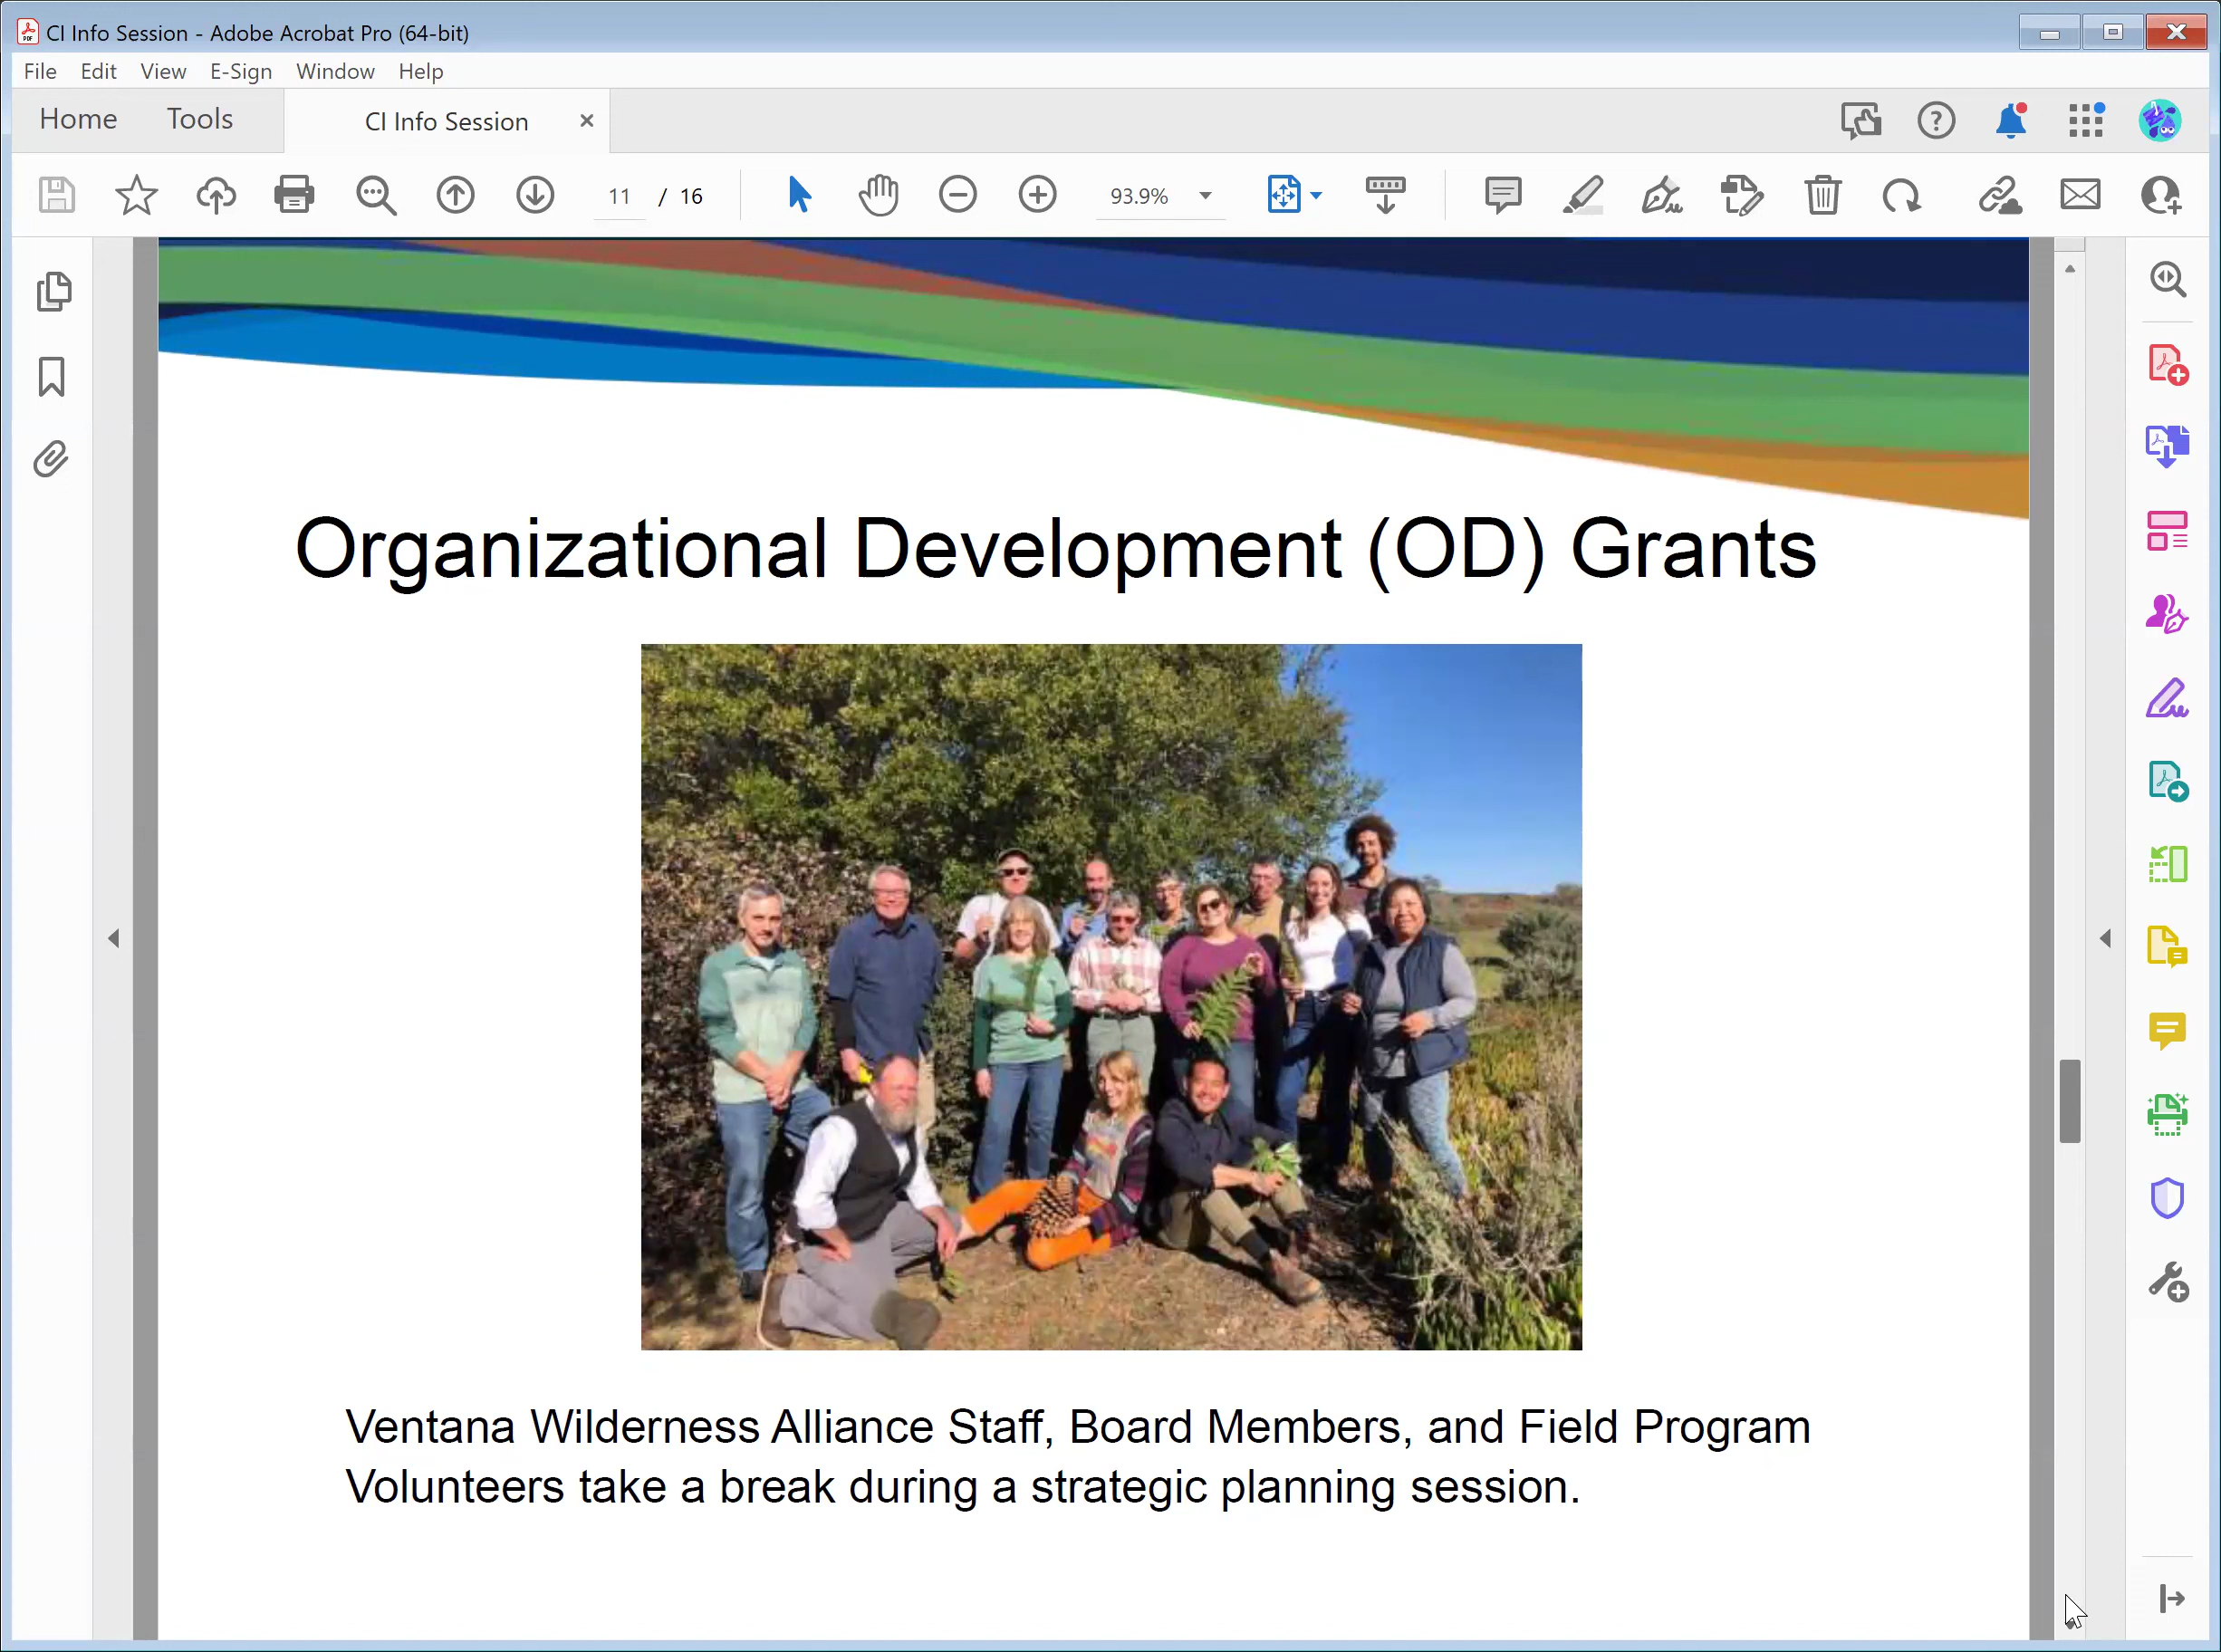 CI Info Session - Adobe Acrobat Pro (64-bit)
File Edit View E-Sign Window Help
Home Tools CI Info Session
11 / 16 93.9%
Organizational Development (OD) Grants
Ventana Wilderness Alliance Staff, Board Members, and Field Program
Volunteers take a break during a strategic planning session.